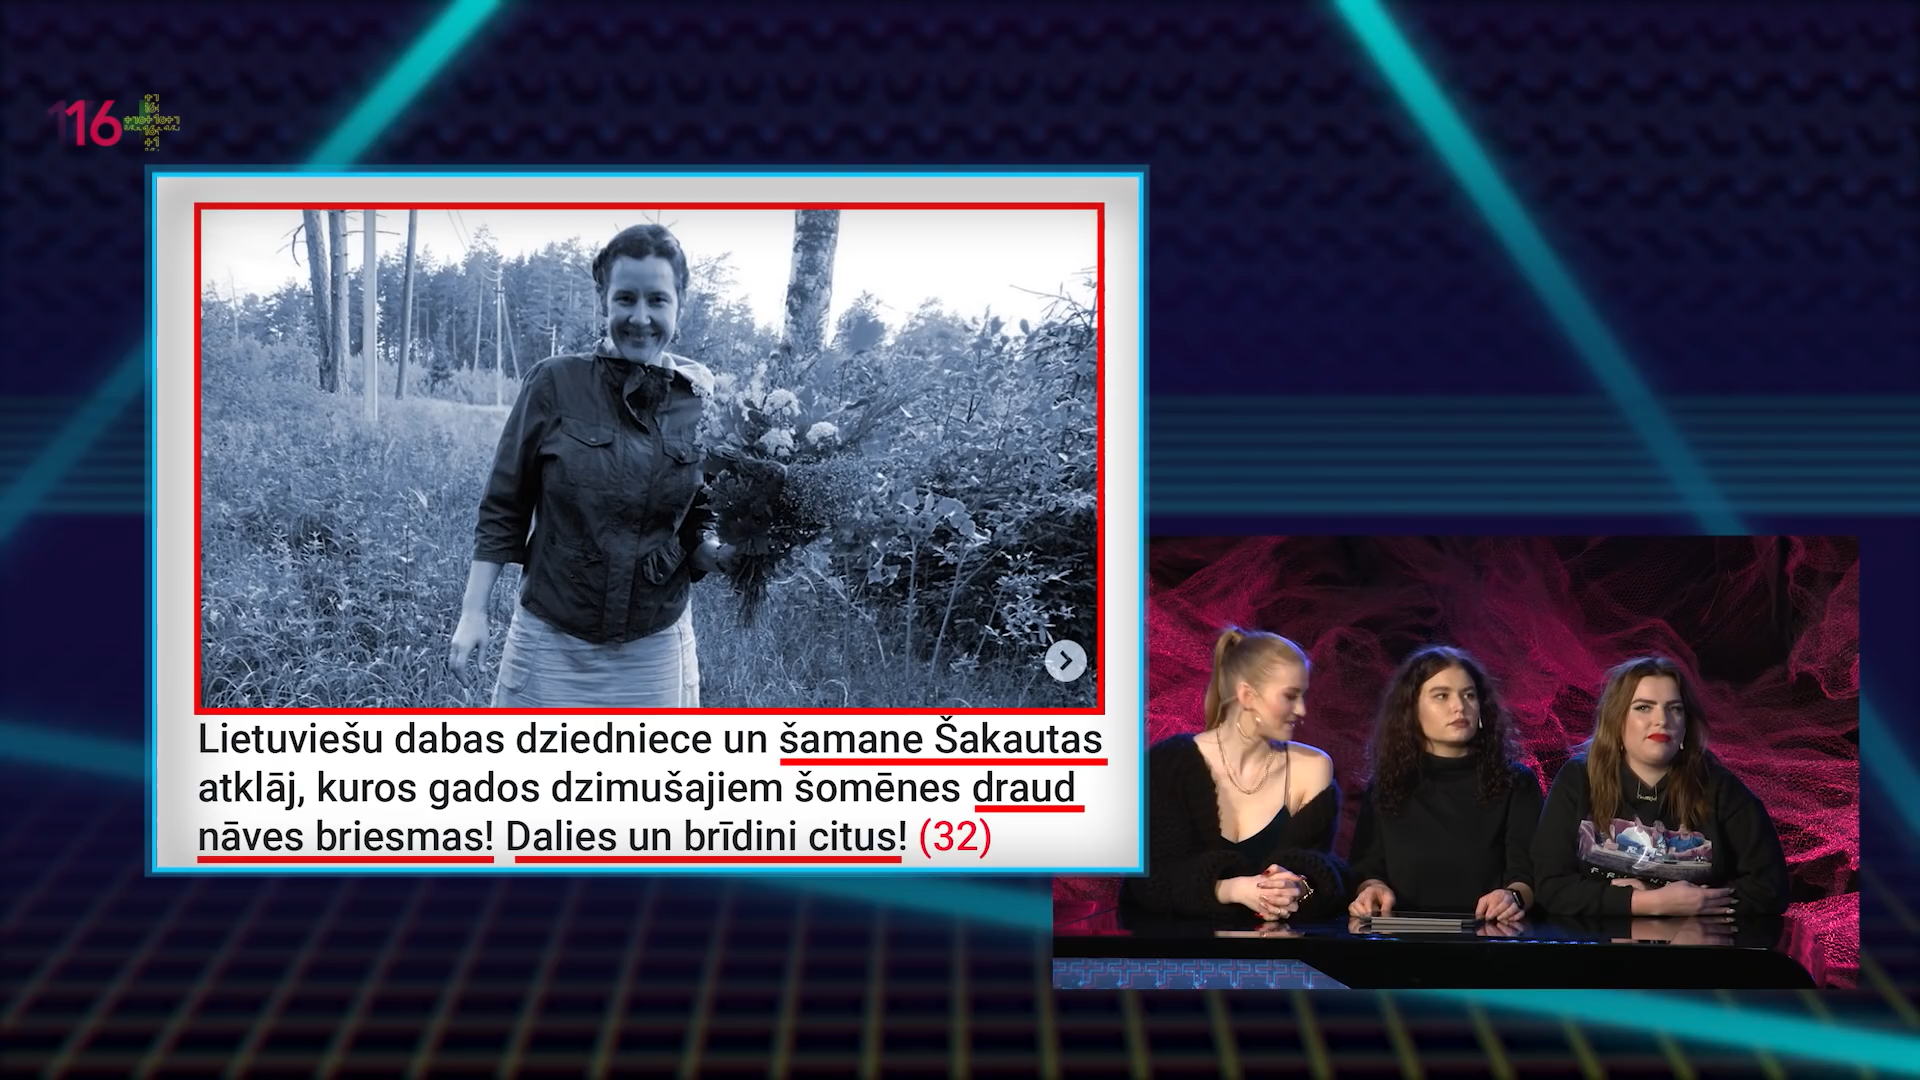 16+
Lietuviešu dabas dziedniece un šamane Šakautas
atklāj, kuros gados dzimušajiem šomēnes draud
nāves briesmas! Dalies un brīdini citus! (32)